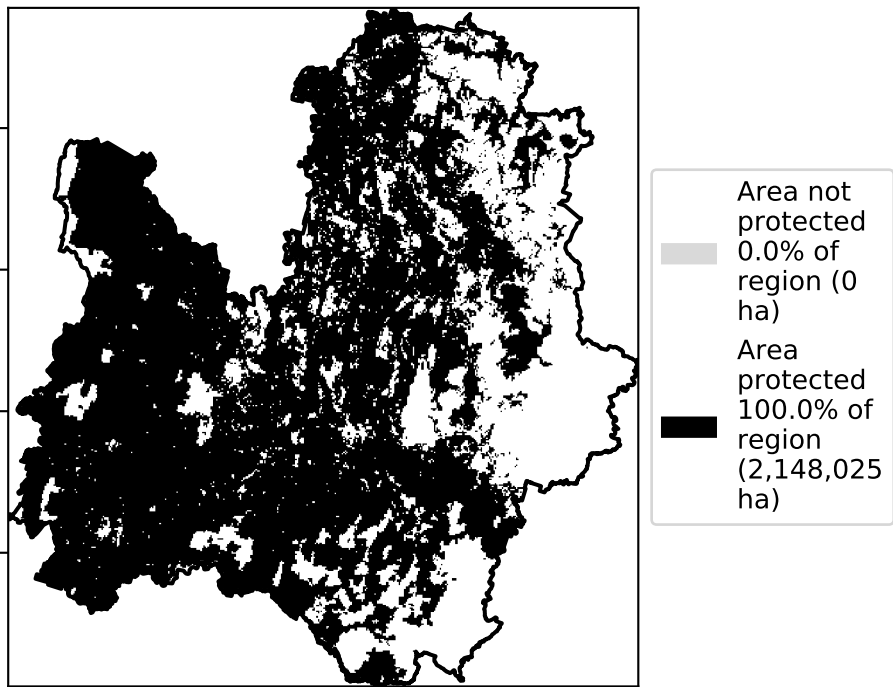 Area not
protected
0.0% of
region (0
ha)
Area
protected
100.0% of
region
(2,148,025
ha)